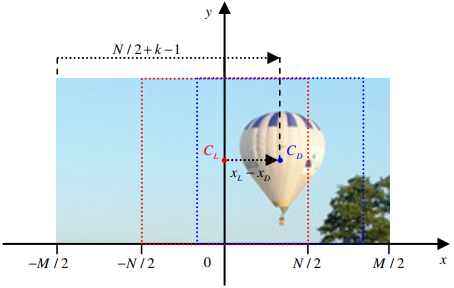 y
N / 2 + k −1
C_L
C_D
x_L − x_D
−M / 2
−N / 2
0
N / 2
M / 2
x